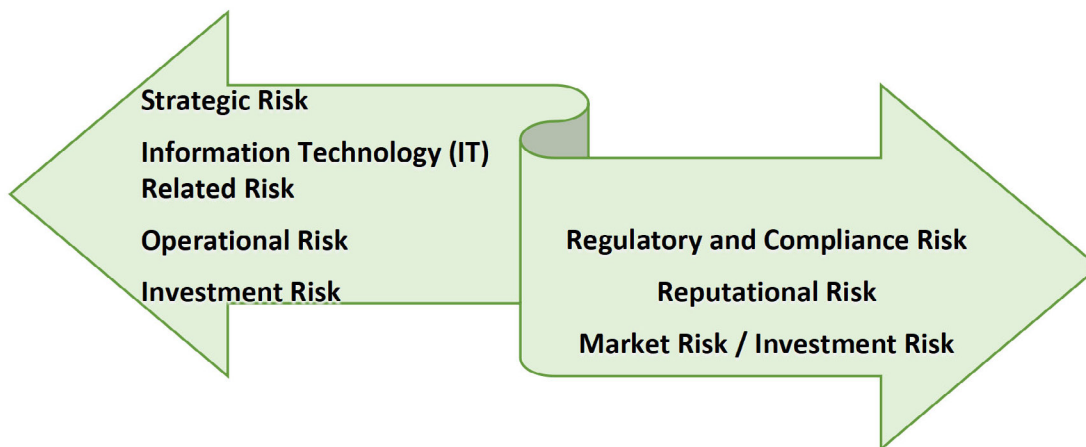 Strategic Risk
Information Technology (IT)
Related Risk
Operational Risk
Investment Risk
Regulatory and Compliance Risk
Reputational Risk
Market Risk / Investment Risk